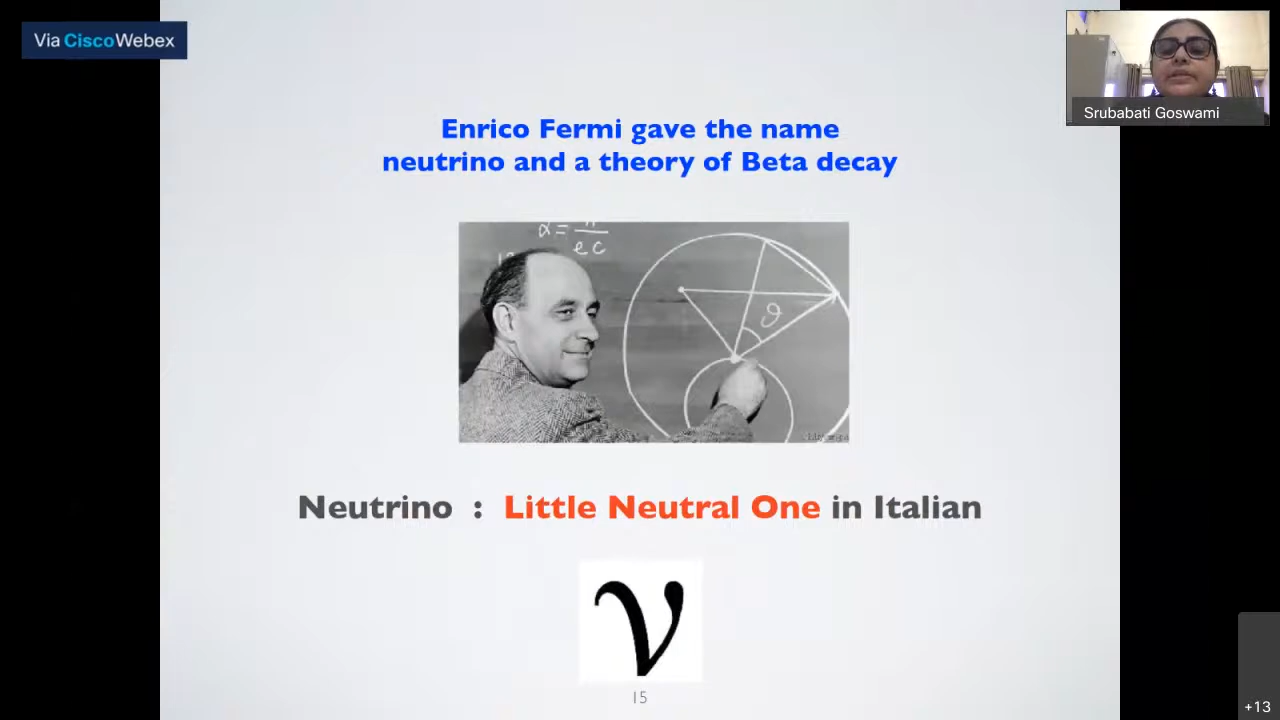 Via CiscoWebex
Srubabati Goswami
Enrico Fermi gave the name
neutrino and a theory of Beta decay
α =
ec
ϑ
Neutrino : Little Neutral One in Italian
ν
15
+13